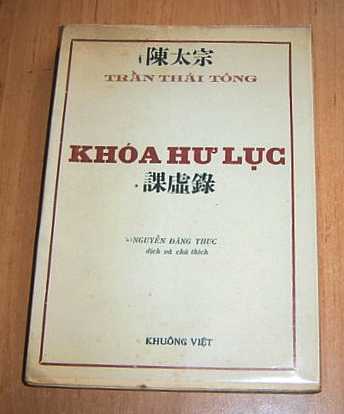 陳太宗
TRẦN THÁI TÔNG
KHÓA HƯ LỤC
課虛錄
NGUYỄN ĐĂNG THỤC
dịch và chú thích
KHUÔNG VIỆT